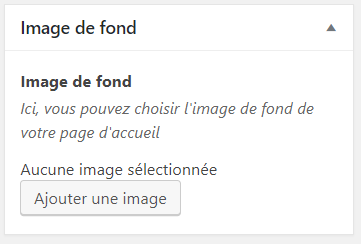 Image de fond
Image de fond
Ici, vous pouvez choisir l'image de fond de
votre page d'accueil
Aucune image sélectionnée
Ajouter une image